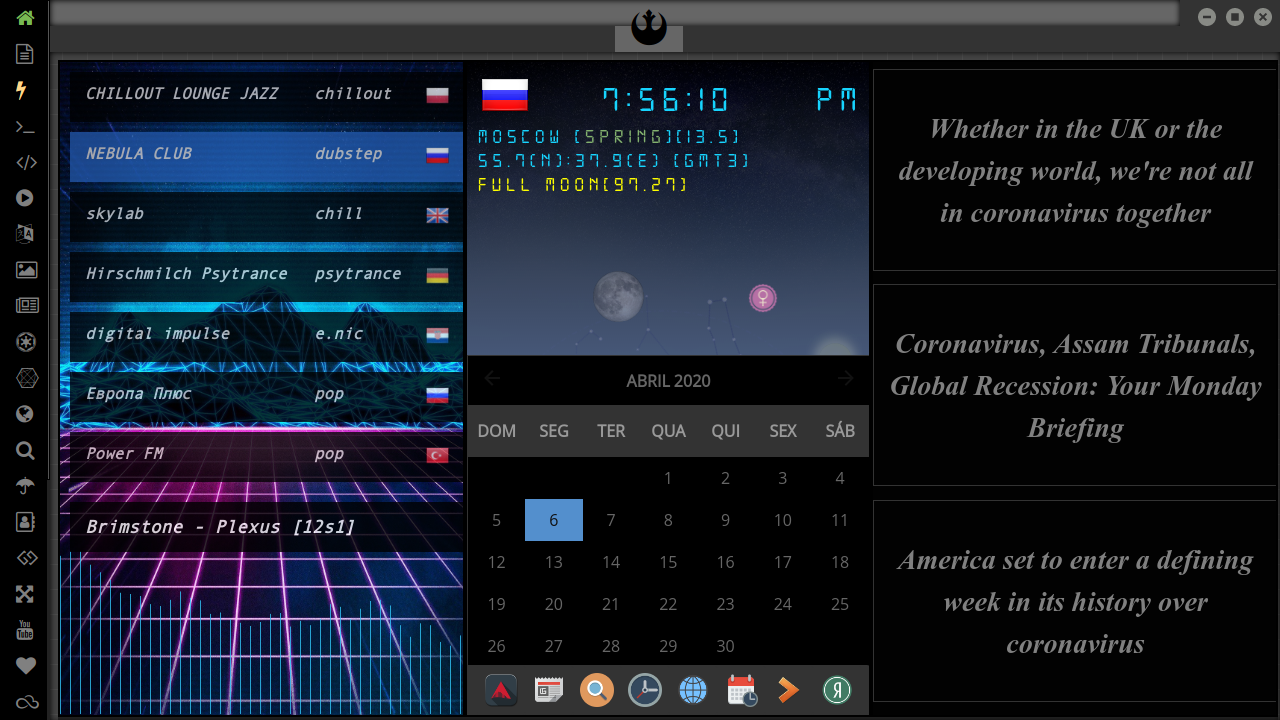 CHILLOUT LOUNGE JAZZ chillout
NEBULA CLUB dubstep
skylab chill
Hirschmilch Psytrance psytrance
digital impulse e.nic
Европа Плюс pop
Power FM pop
Brimstone - Plexus [12s1]
7:56:10 PM
MOSCOW [SPRING][13.5]
55.7(N):37.9(E) [GMT3]
FULL MOON[97.27]
ABRIL 2020
DOM SEG TER QUA QUI SEX SÁB
1 2 3 4
5 6 7 8 9 10 11
12 13 14 15 16 17 18
19 20 21 22 23 24 25
26 27 28 29 30
Я
Whether in the UK or the
developing world, we're not all
in coronavirus together
Coronavirus, Assam Tribunals,
Global Recession: Your Monday
Briefing
America set to enter a defining
week in its history over
coronavirus
You
Tube